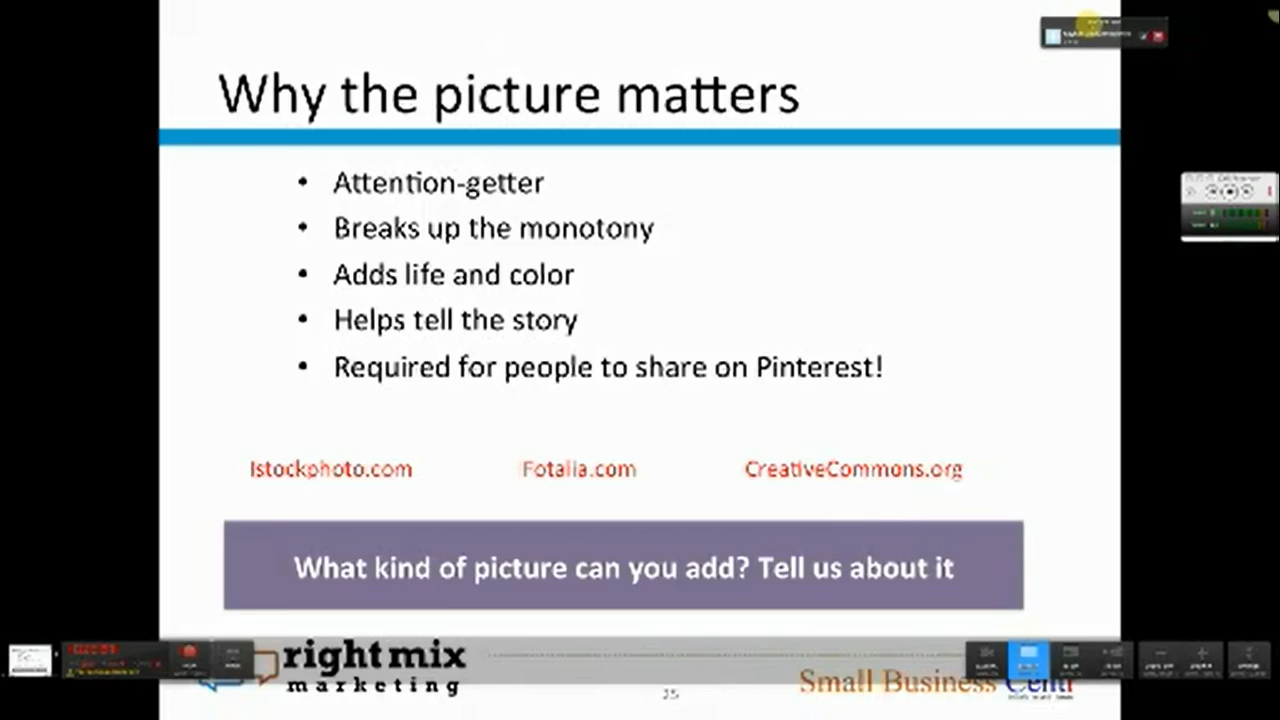 Why the picture matters
• Attention-getter
• Breaks up the monotony
• Adds life and color
• Helps tell the story
• Required for people to share on Pinterest!
Istockphoto.com Fotalia.com CreativeCommons.org
What kind of picture can you add? Tell us about it
right mix
marketing
Small Business